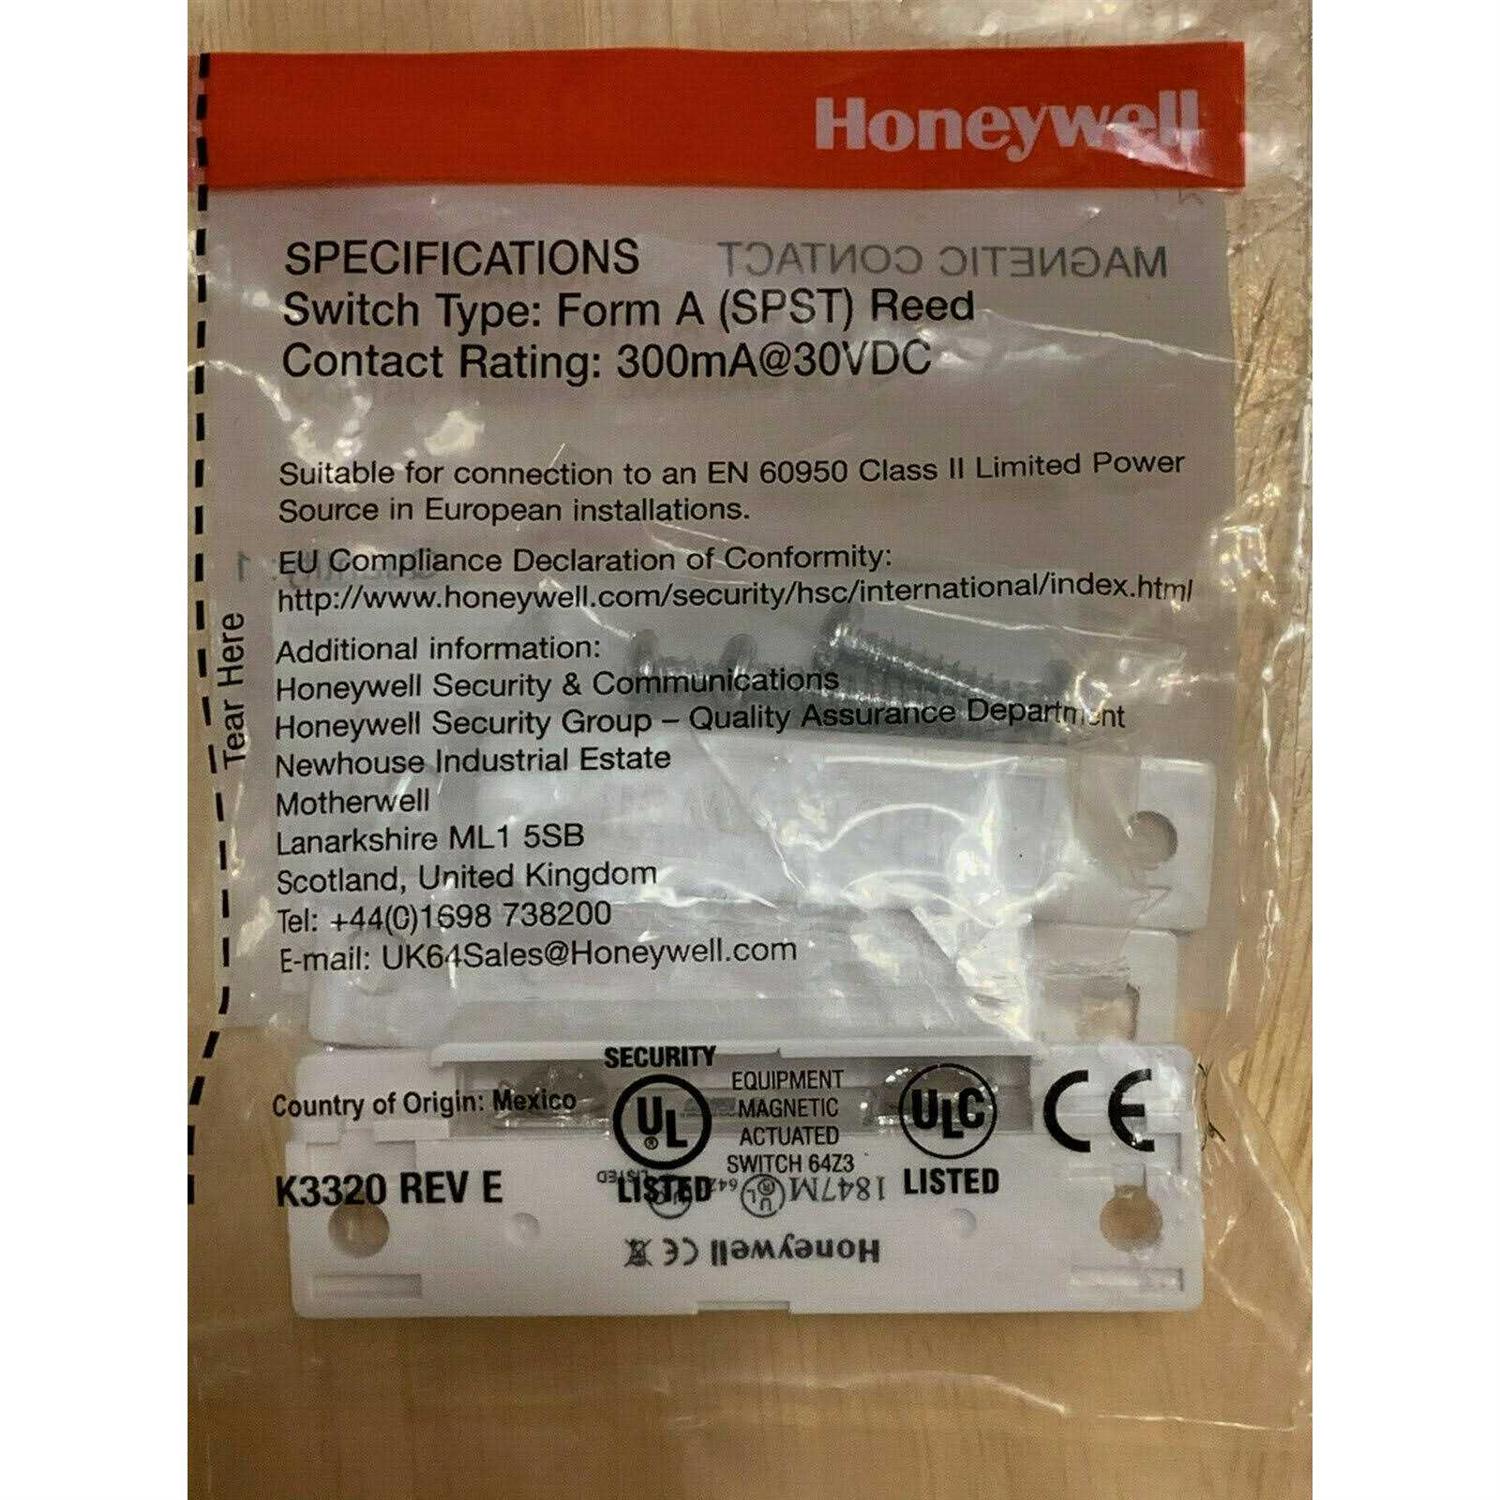 Honeywell
SPECIFICATIONS
MAGNETIC CONTACT
Switch Type: Form A (SPST) Reed
Contact Rating: 300mA@30VDC
Suitable for connection to an EN 60950 Class II Limited Power
Source in European installations.
EU Compliance Declaration of Conformity:
http://www.honeywell.com/security/hsc/international/index.html
Tear Here
Additional information:
Honeywell Security & Communications
Honeywell Security Group – Quality Assurance Department
Newhouse Industrial Estate
Motherwell
Lanarkshire ML1 5SB
Scotland, United Kingdom
Tel: +44(0)1698 738200
E-mail: UK64Sales@Honeywell.com
Country of Origin: Mexico
K3320 REV E
SECURITY
UL
LISTED
EQUIPMENT
MAGNETIC
ACTUATED
SWITCH 64Z3
ULC
LISTED
CE
1847M
LISTED
Honeywell CE